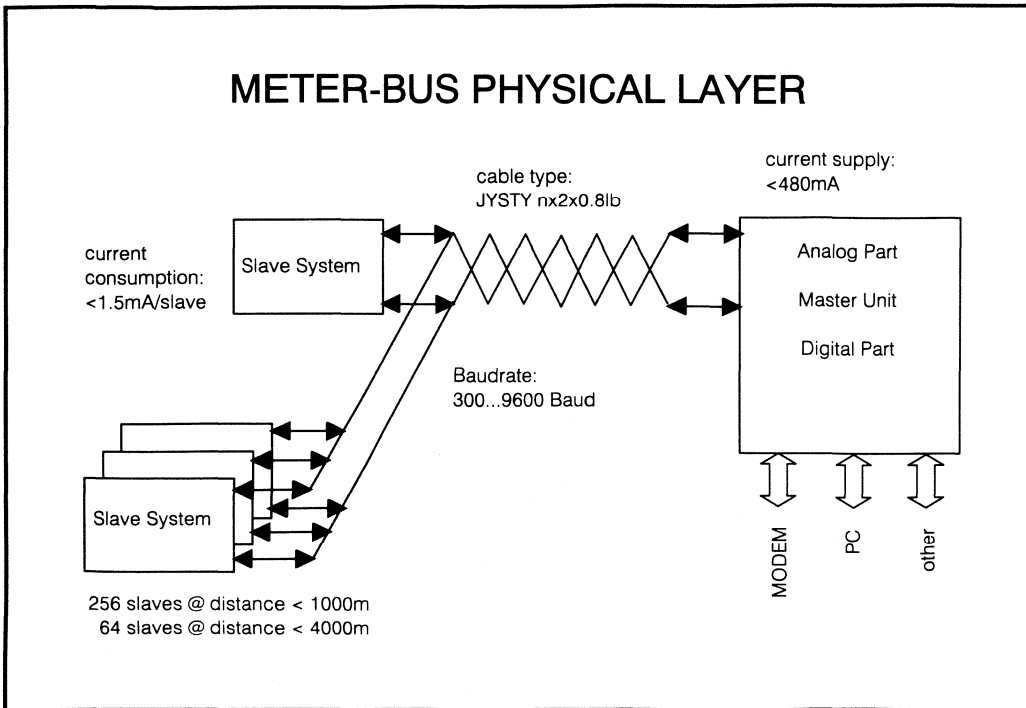 METER-BUS PHYSICAL LAYER
cable type:
JYSTY nx2x0.8lb
current supply:
<480mA
current
consumption:
<1.5mA/slave
Slave System
Analog Part
Master Unit
Digital Part
Baudrate:
300...9600 Baud
Slave System
MODEM
PC
other
256 slaves @ distance < 1000m
64 slaves @ distance < 4000m